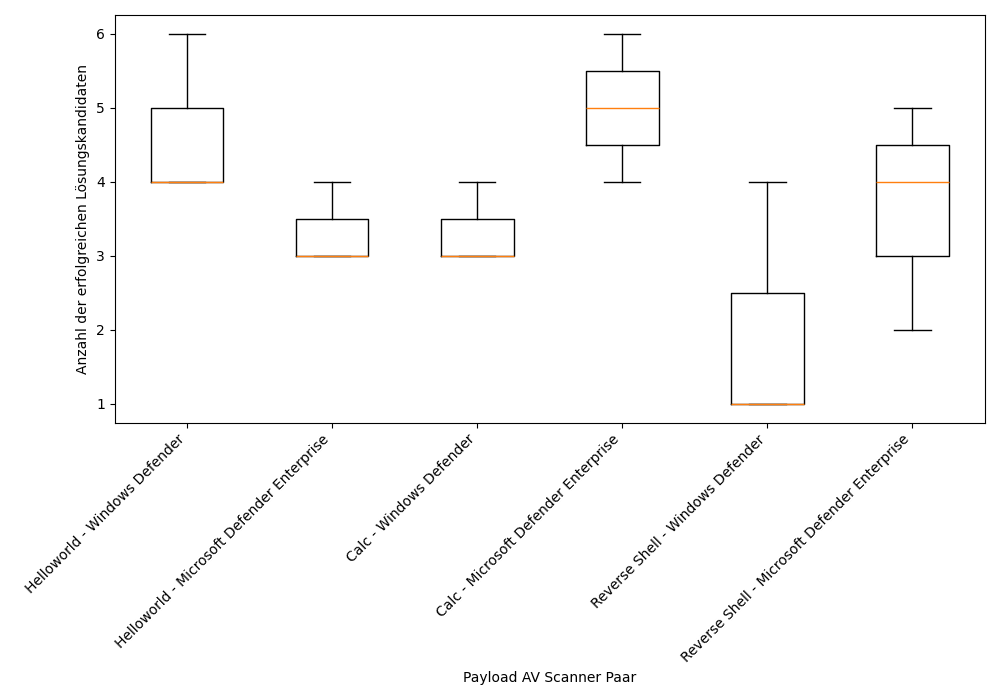 Anzahl der erfolgreichen Lösungskandidaten
6
5
4
3
2
1
Helloworld - Windows Defender
Helloworld - Microsoft Defender Enterprise
Calc - Windows Defender
Calc - Microsoft Defender Enterprise
Reverse Shell - Windows Defender
Reverse Shell - Microsoft Defender Enterprise
Payload AV Scanner Paar